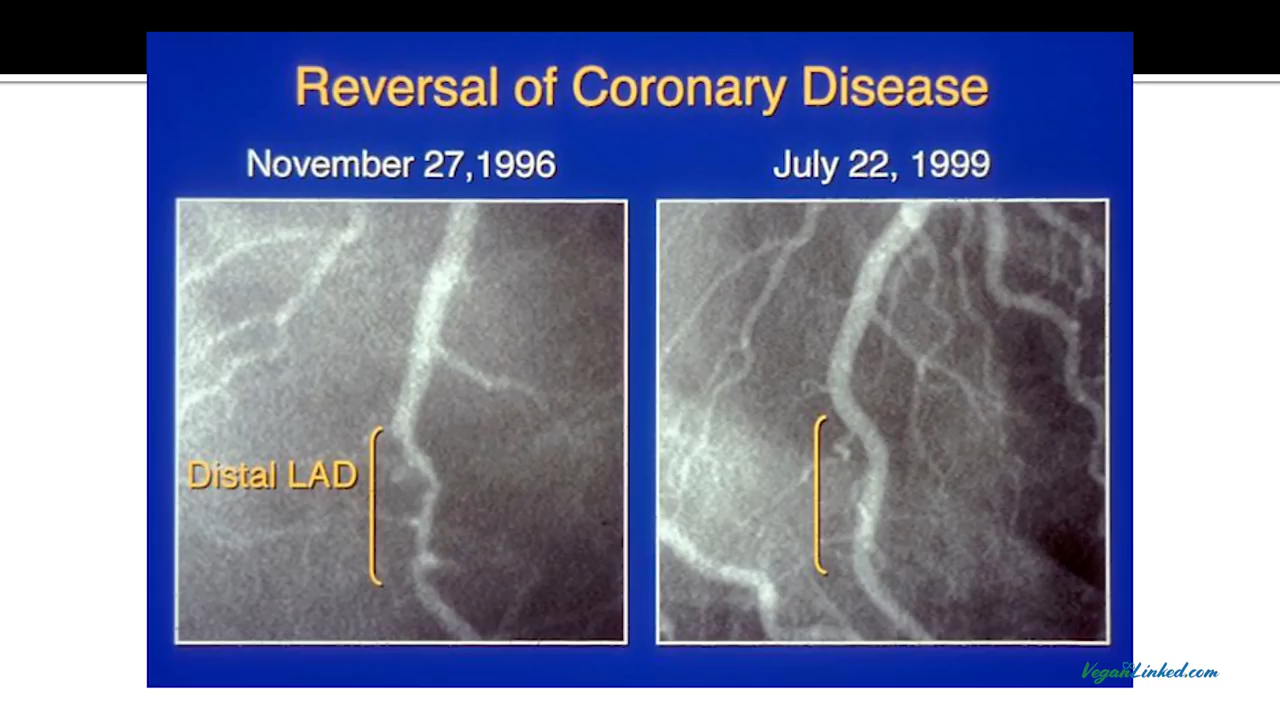 Reversal of Coronary Disease
November 27,1996
July 22, 1999
Distal LAD
VeganLinked.com